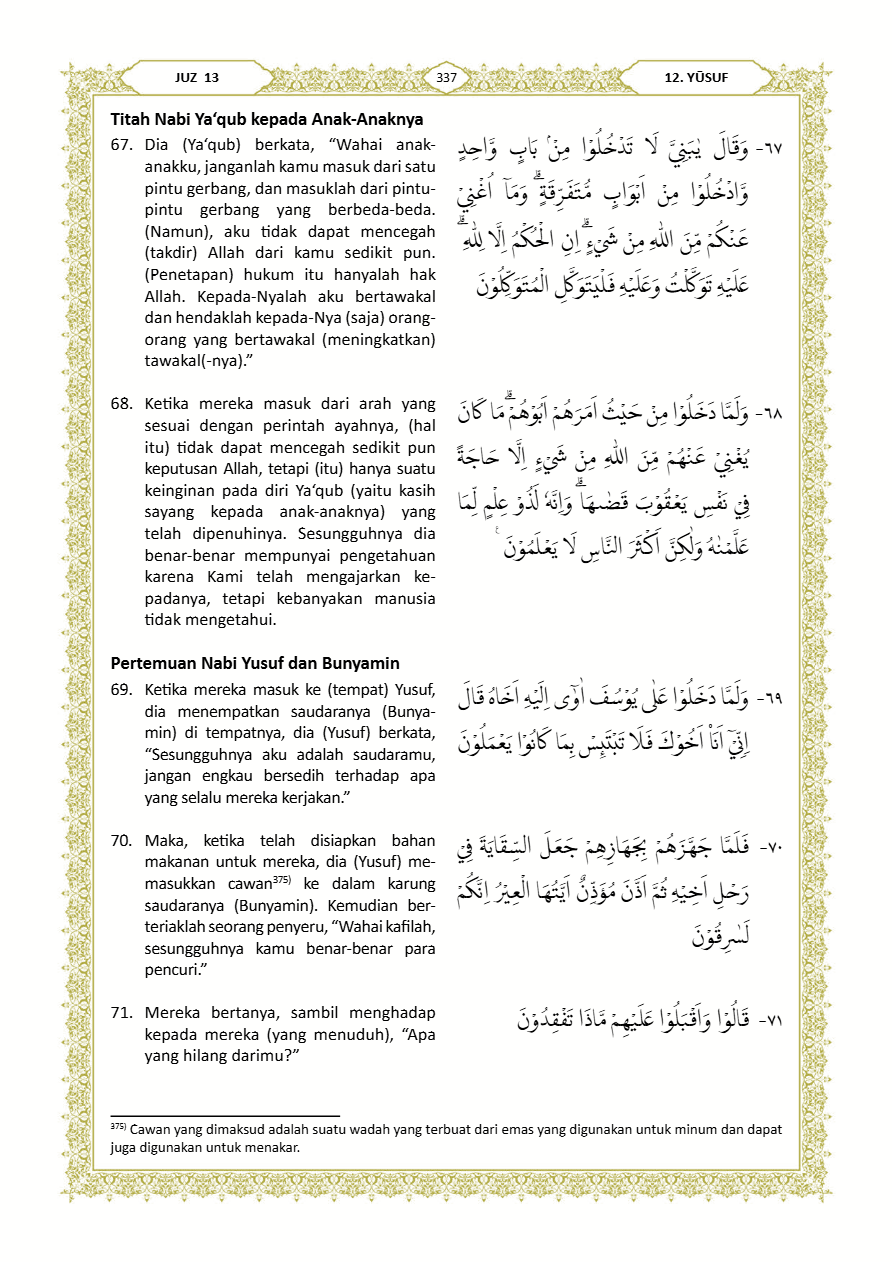 JUZ 13
337
12. YŪSUF
Titah Nabi Ya‘qub kepada Anak-Anaknya
67. Dia (Ya‘qub) berkata, “Wahai anak-
anakku, janganlah kamu masuk dari satu
pintu gerbang, dan masuklah dari pintu-
pintu gerbang yang berbeda-beda.
(Namun), aku tidak dapat mencegah
(takdir) Allah dari kamu sedikit pun.
(Penetapan) hukum itu hanyalah hak
Allah. Kepada-Nyalah aku bertawakal
dan hendaklah kepada-Nya (saja) orang-
orang yang bertawakal (meningkatkan)
tawakal(-nya).”
٦٧- وَقَالَ يٰبَنِيَّ لَا تَدْخُلُوْا مِنْۢ بَابٍ وَّاحِدٍ
وَّادْخُلُوْا مِنْ اَبْوَابٍ مُّتَفَرِّقَةٍۗ وَمَآ اُغْنِيْ
عَنْكُمْ مِّنَ اللّٰهِ مِنْ شَيْءٍۗ اِنِ الْحُكْمُ اِلَّا لِلّٰهِۗ
عَلَيْهِ تَوَكَّلْتُ وَعَلَيْهِ فَلْيَتَوَكَّلِ الْمُتَوَكِّلُوْنَ
68. Ketika mereka masuk dari arah yang
sesuai dengan perintah ayahnya, (hal
itu) tidak dapat mencegah sedikit pun
keputusan Allah, tetapi (itu) hanya suatu
keinginan pada diri Ya‘qub (yaitu kasih
sayang kepada anak-anaknya) yang
telah dipenuhinya. Sesungguhnya dia
benar-benar mempunyai pengetahuan
karena Kami telah mengajarkan ke-
padanya, tetapi kebanyakan manusia
tidak mengetahui.
٦٨- وَلَمَّا دَخَلُوْا مِنْ حَيْثُ اَمَرَهُمْ اَبُوْهُمْۗ مَا كَانَ
يُغْنِيْ عَنْهُمْ مِّنَ اللّٰهِ مِنْ شَيْءٍ اِلَّا حَاجَةً
فِيْ نَفْسِ يَعْقُوْبَ قَضٰىهَاۗ وَاِنَّهٗ لَذُوْ عِلْمٍ لِّمَا
عَلَّمْنٰهُ وَلٰكِنَّ اَكْثَرَ النَّاسِ لَا يَعْلَمُوْنَ ࣖ
Pertemuan Nabi Yusuf dan Bunyamin
69. Ketika mereka masuk ke (tempat) Yusuf,
dia menempatkan saudaranya (Bunya-
min) di tempatnya, dia (Yusuf) berkata,
“Sesungguhnya aku adalah saudaramu,
jangan engkau bersedih terhadap apa
yang selalu mereka kerjakan.”
٦٩- وَلَمَّا دَخَلُوْا عَلٰى يُوْسُفَ اٰوٰٓى اِلَيْهِ اَخَاهُ قَالَ
اِنِّيْٓ اَنَا۠ اَخُوْكَ فَلَا تَبْتَىِٕسْ بِمَا كَانُوْا يَعْمَلُوْنَ
70. Maka, ketika telah disiapkan bahan
makanan untuk mereka, dia (Yusuf) me-
masukkan cawan³⁷⁵⁾ ke dalam karung
saudaranya (Bunyamin). Kemudian ber-
teriaklah seorang penyeru, “Wahai kafilah,
sesungguhnya kamu benar-benar para
pencuri.”
٧٠- فَلَمَّا جَهَّزَهُمْ بِجَهَازِهِمْ جَعَلَ السِّقَايَةَ فِيْ
رَحْلِ اَخِيْهِ ثُمَّ اَذَّنَ مُؤَذِّنٌ اَيَّتُهَا الْعِيْرُ اِنَّكُمْ
لَسٰرِقُوْنَ
71. Mereka bertanya, sambil menghadap
kepada mereka (yang menuduh), “Apa
yang hilang darimu?”
٧١- قَالُوْا وَاَقْبَلُوْا عَلَيْهِمْ مَّاذَا تَفْقِدُوْنَ
³⁷⁵⁾ Cawan yang dimaksud adalah suatu wadah yang terbuat dari emas yang digunakan untuk minum dan dapat
juga digunakan untuk menakar.